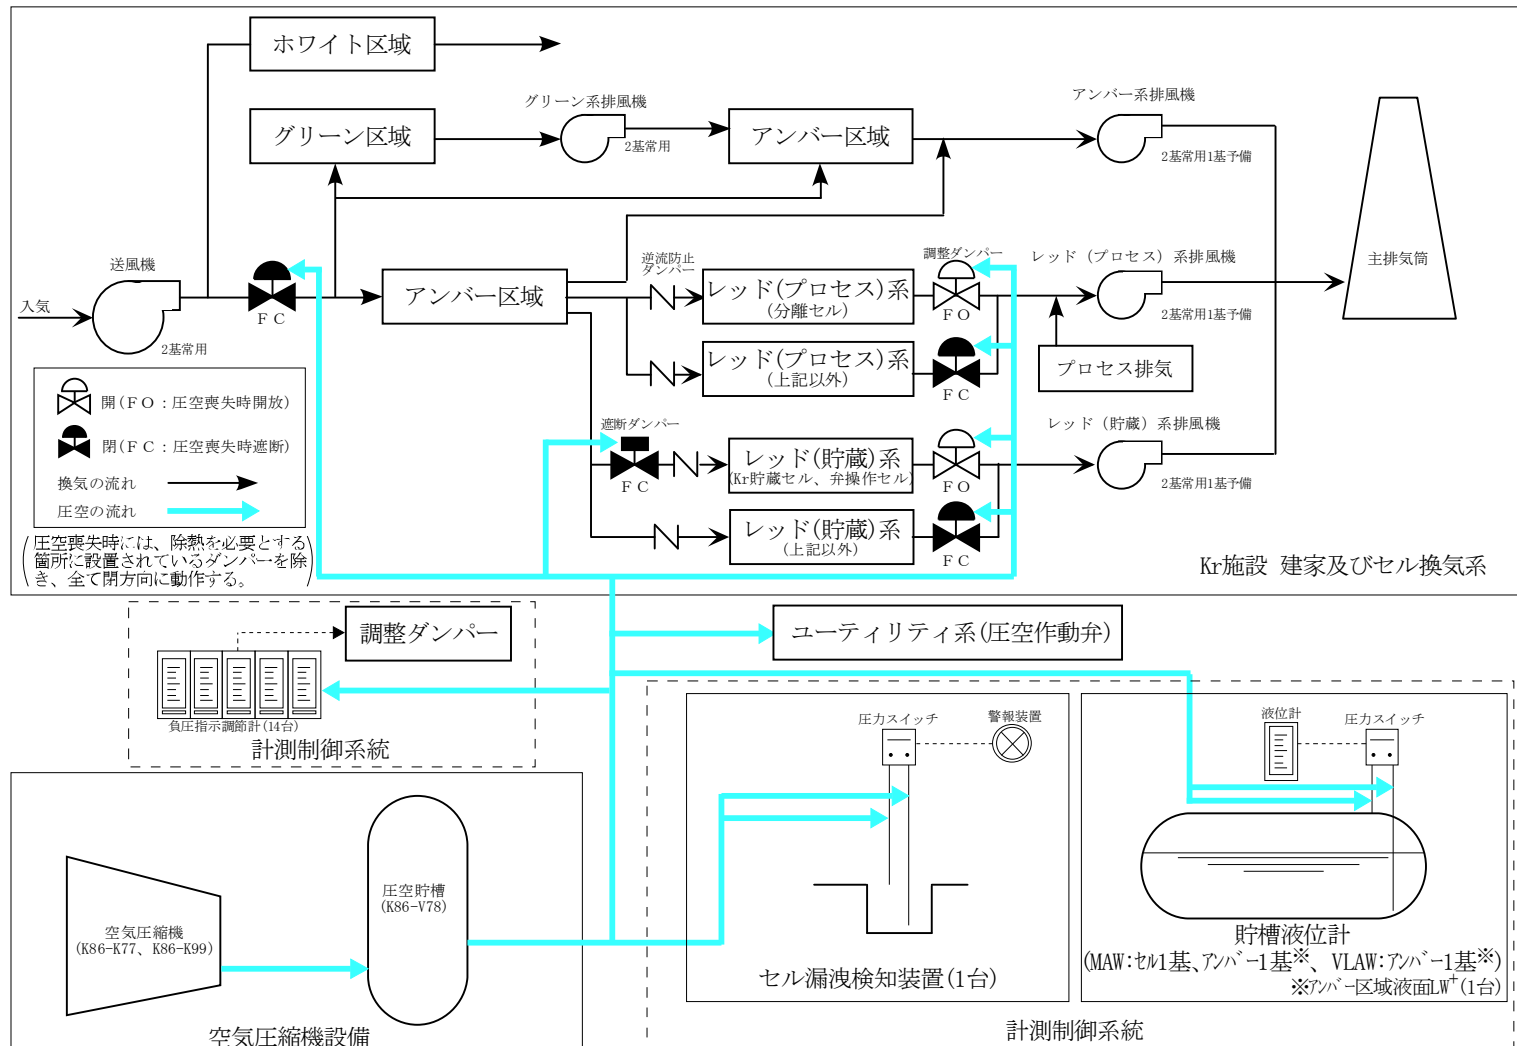 ホワイト区域
グリーン系排風機
アンバー系排風機
グリーン区域
アンバー区域
2基常用
2基常用1基予備
送風機
逆流防止
ダンパー
調整ダンパー
レッド（プロセス）系排風機
主排気筒
入気
アンバー区域
レッド(プロセス)系
(分離セル)
ＦＣ
ＦＯ
2基常用
2基常用1基予備
レッド(プロセス)系
(上記以外)
プロセス排気
ＦＣ
開(ＦＯ：圧空喪失時開放)
閉(ＦＣ：圧空喪失時遮断)
換気の流れ
圧空の流れ
遮断ダンパー
レッド（貯蔵）系排風機
レッド(貯蔵)系
(Kr貯蔵セル、弁操作セル)
ＦＣ
ＦＯ
2基常用1基予備
レッド(貯蔵)系
(上記以外)
ＦＣ
圧空喪失時には、除熱を必要とする
箇所に設置されているダンパーを除
き、全て閉方向に動作する。
Kr施設 建家及びセル換気系
調整ダンパー
ユーティリティ系(圧空作動弁)
負圧指示調節計(14台)
計測制御系統
圧力スイッチ
警報装置
液位計
圧力スイッチ
圧空貯槽
(K86-V78)
空気圧縮機
(K86-K77、K86-K99)
空気圧縮機設備
セル漏洩検知装置(1台)
貯槽液位計
(MAW:ｾﾙ1基､ｱﾝﾊﾞｰ1基※、VLAW:ｱﾝﾊﾞｰ1基※)
※ｱﾝﾊﾞｰ区域液面LW⁺(1台)
計測制御系統